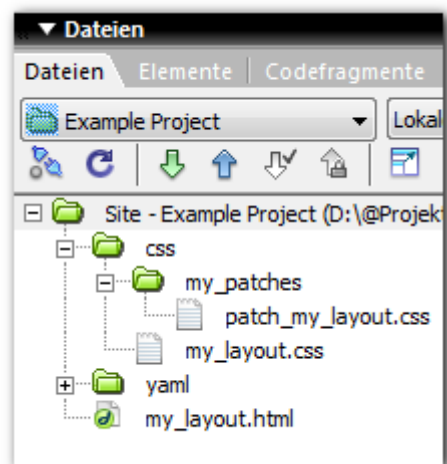 Dateien
Dateien Elemente Codefragmente
Example Project Lokal
Site - Example Project (D:\@Projekt
css
my_patches
patch_my_layout.css
my_layout.css
yaml
my_layout.html